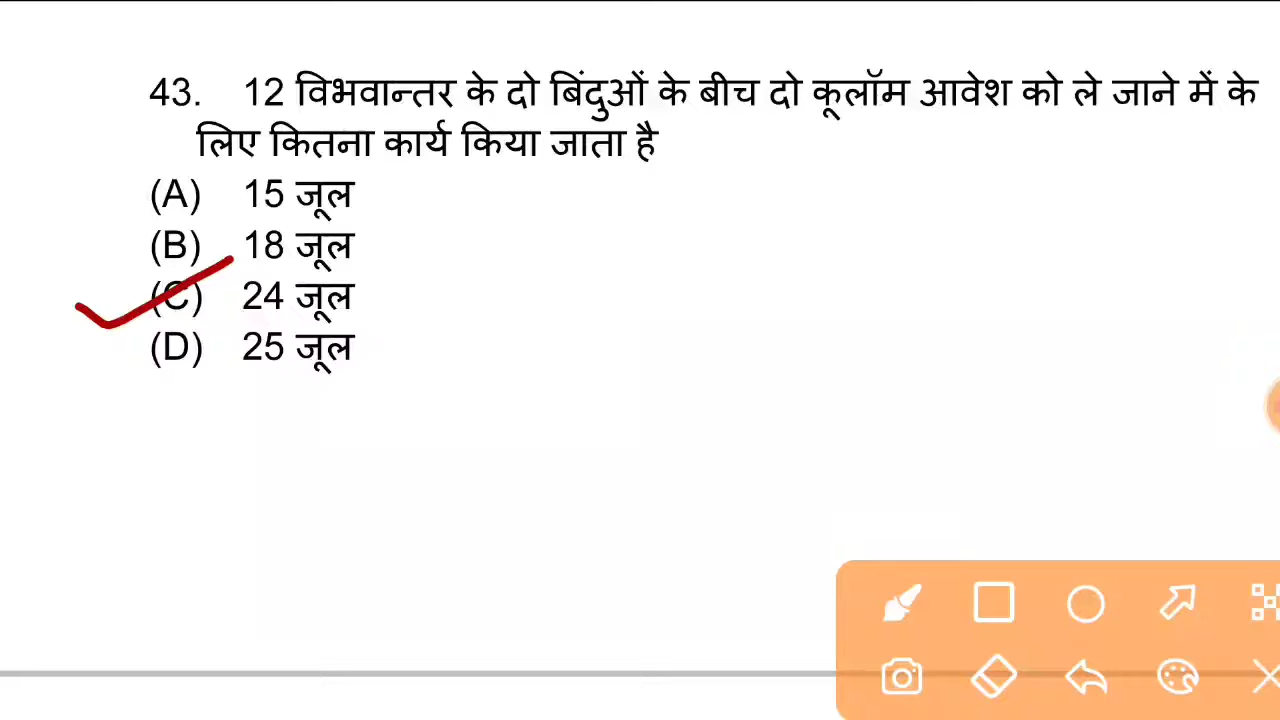 43. 12 विभवान्तर के दो बिंदुओं के बीच दो कूलॉम आवेश को ले जाने में के
लिए कितना कार्य किया जाता है
(A) 15 जूल
(B) 18 जूल
(C) 24 जूल
(D) 25 जूल